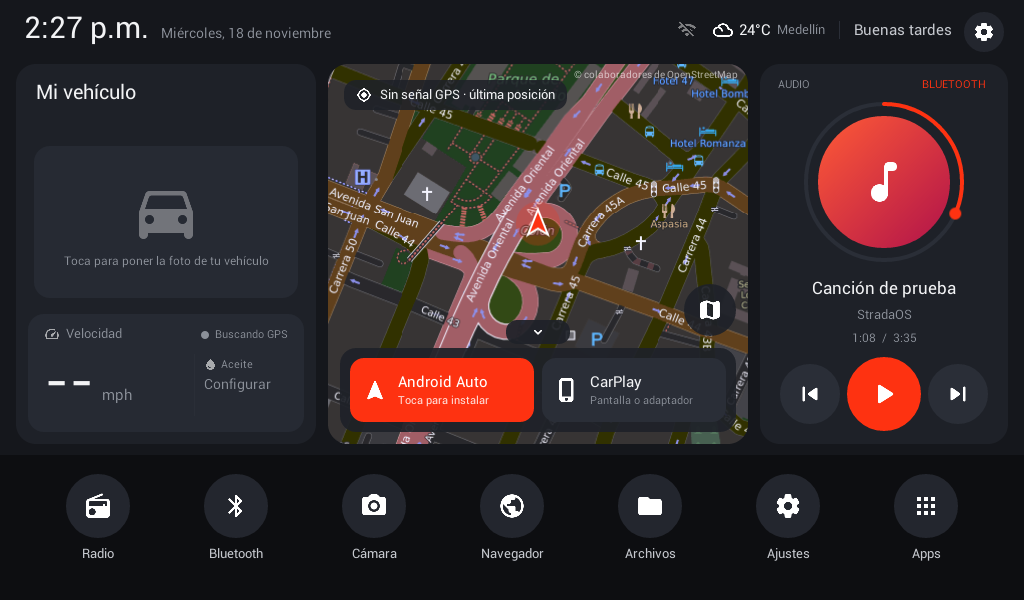 2:27 p.m.
Miércoles, 18 de noviembre
24°C
Medellín
Buenas tardes
Mi vehículo
Toca para poner la foto de tu vehículo
Velocidad
Buscando GPS
-- mph
Aceite
Configurar
© colaboradores de OpenStreetMap
Parque de
Sin señal GPS · última posición
Hotel Romanza
Calle 45
Calle 45
Avenida Oriental
Avenida Oriental
Avenida Oriental
Avenida San Juan
San Juan Calle 44
Carrera 45A
Aspasia
Carrera 44
Carrera 50
Carrera 45
Calle 43
Calle
H
P
P
Android Auto
Toca para instalar
CarPlay
Pantalla o adaptador
AUDIO
BLUETOOTH
Canción de prueba
StradaOS
1:08 / 3:35
Radio
Bluetooth
Cámara
Navegador
Archivos
Ajustes
Apps